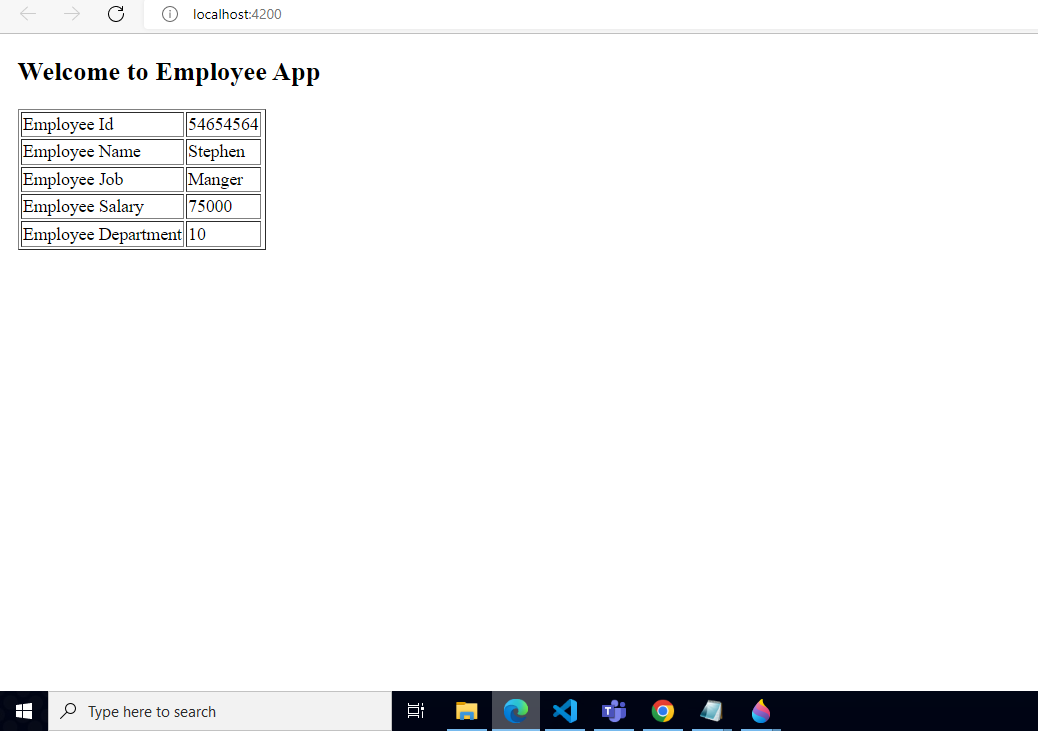 localhost:4200
Welcome to Employee App
Employee Id 54654564
Employee Name Stephen
Employee Job Manger
Employee Salary 75000
Employee Department 10
Type here to search